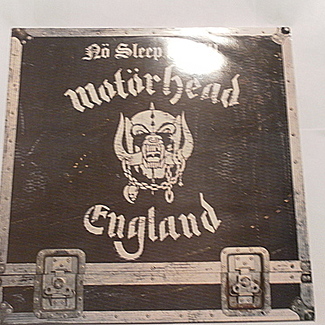 Nö Sleep
motörhead
England